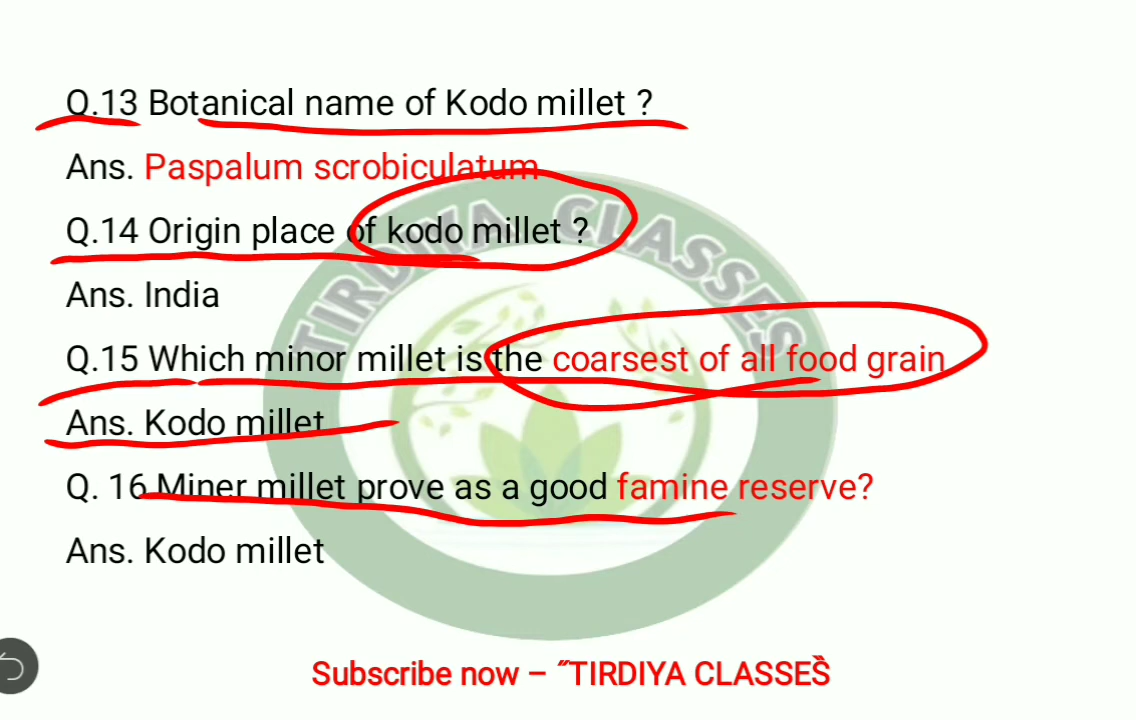 Q.13 Botanical name of Kodo millet ?
Ans. Paspalum scrobiculatum
Q.14 Origin place of kodo millet ?
Ans. India
Q.15 Which minor millet is the coarsest of all food grain
Ans. Kodo millet
Q. 16 Miner millet prove as a good famine reserve?
Ans. Kodo millet
TIRDIYA CLASSES
Subscribe now – ˝TIRDIYA CLASSES̏